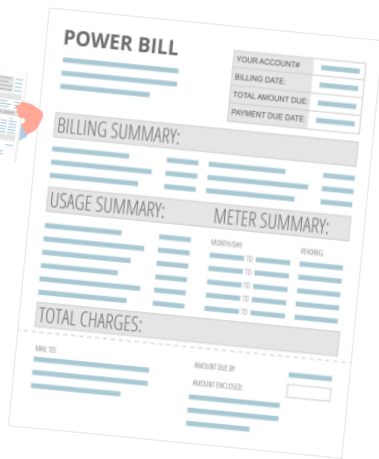 POWER BILL
YOUR ACCOUNT#
BILLING DATE:
TOTAL AMOUNT DUE:
PAYMENT DUE DATE:
BILLING SUMMARY:
USAGE SUMMARY: METER SUMMARY:
MONTH/DAY: READING:
TO
TO
TO
TO
TO
TOTAL CHARGES:
MAIL TO: AMOUNT DUE BY
AMOUNT ENCLOSED: